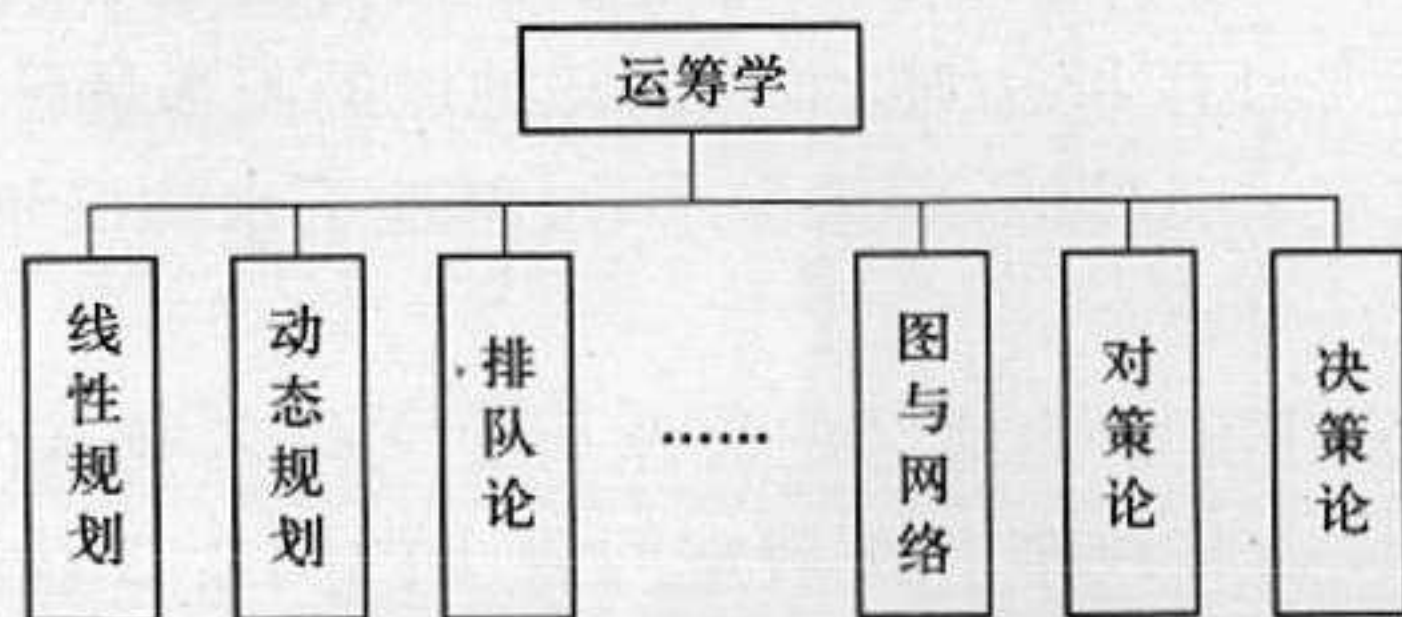 运筹学
线性规划
动态规划
排队论
……
图与网络
对策论
决策论